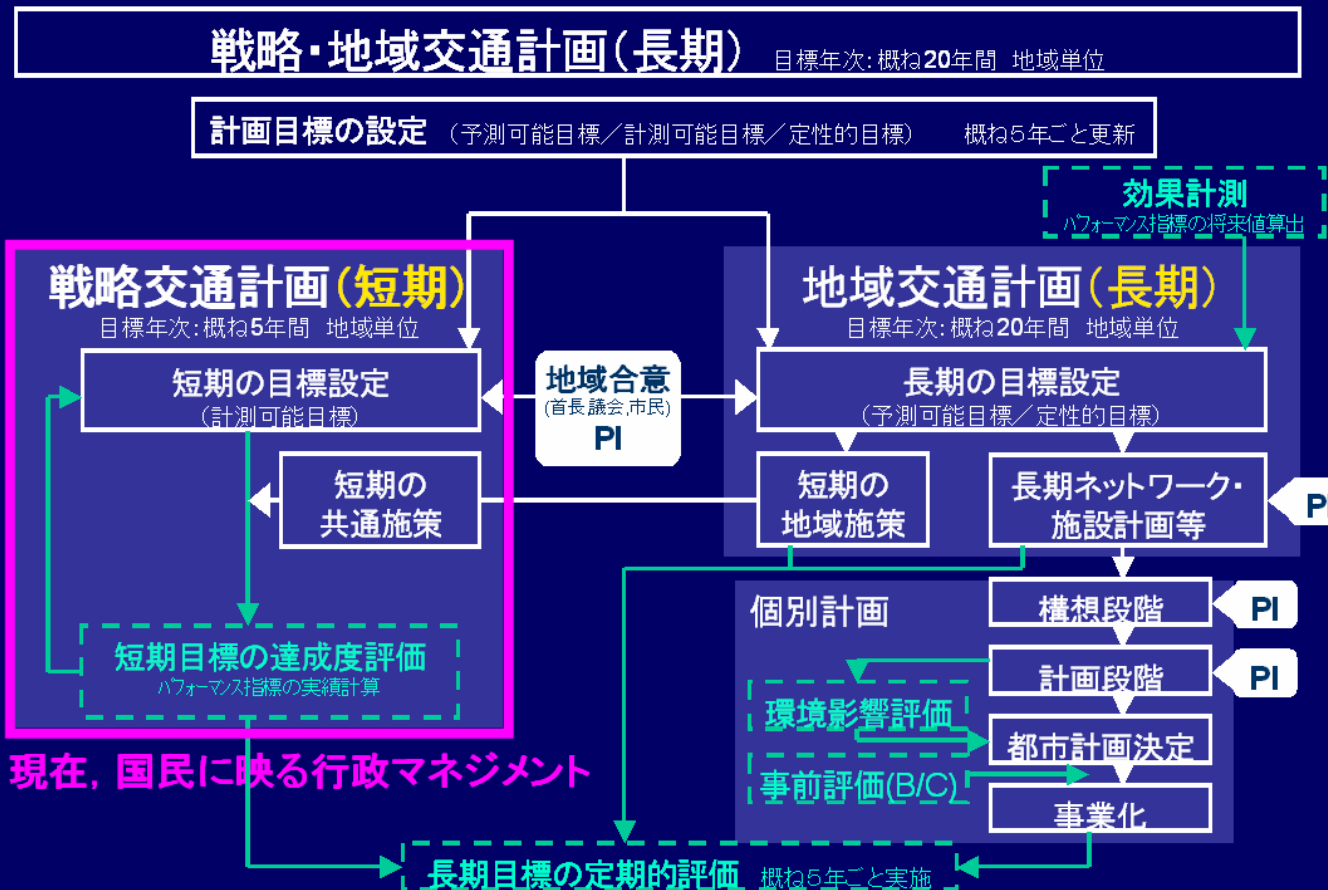 戦略・地域交通計画(長期) 目標年次:概ね20年間 地域単位
計画目標の設定 (予測可能目標/計測可能目標/定性的目標) 概ね5年ごと更新
効果計測
パフォーマンス指標の将来値算出
戦略交通計画(短期)
目標年次:概ね5年間 地域単位
短期の目標設定
(計測可能目標)
短期の
共通施策
短期目標の達成度評価
パフォーマンス指標の実績計算
現在,国民に映る行政マネジメント
地域合意
(首長議会,市民)
PI
地域交通計画(長期)
目標年次:概ね20年間 地域単位
長期の目標設定
(予測可能目標/定性的目標)
短期の
地域施策
長期ネットワーク・
施設計画等
PI
個別計画
構想段階
PI
計画段階
PI
環境影響評価
都市計画決定
事前評価(B/C)
事業化
長期目標の定期的評価 概ね5年ごと実施